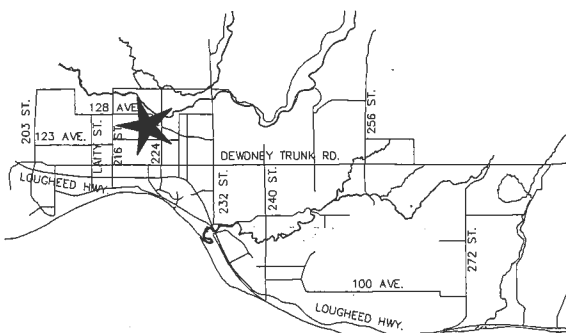 203 ST.
128 AVE.
123 AVE.
LAITY ST.
216 ST.
224
256 ST.
DEWDNEY TRUNK RD.
LOUGHEED HWY
232 ST.
240 ST.
272 ST.
100 AVE.
LOUGHEED HWY.